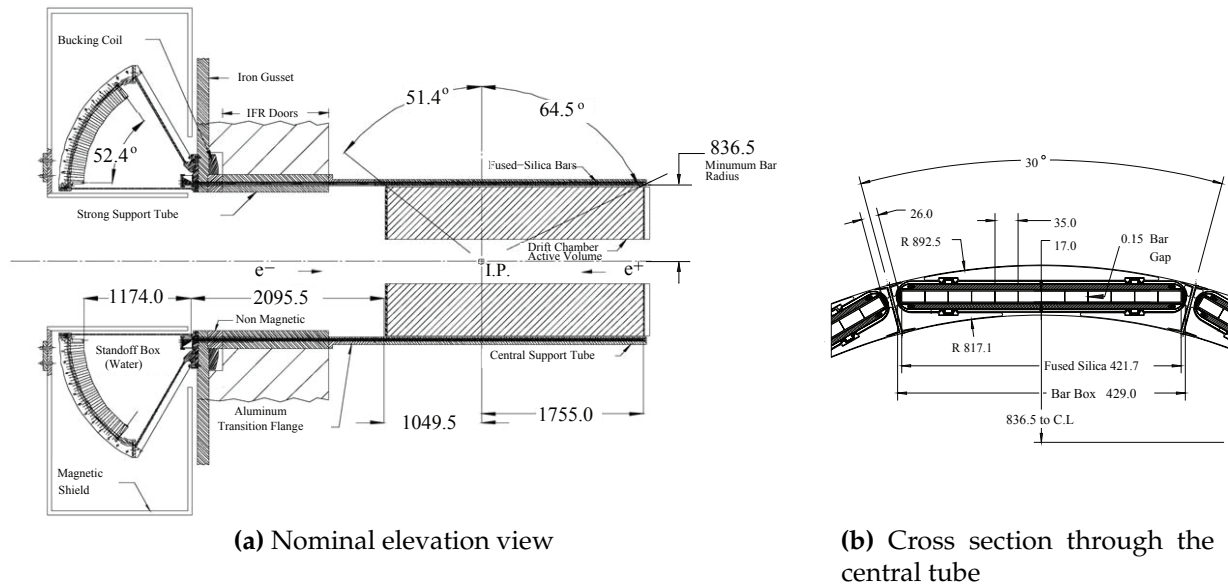 Bucking Coil
Iron Gusset
IFR Doors
51.4°
64.5°
836.5
Minumum Bar
Radius
52.4°
Fused-Silica Bars
Strong Support Tube
Drift Chamber
Active Volume
e−
I.P.
e+
1174.0
2095.5
Non Magnetic
Standoff Box
(Water)
Central Support Tube
Aluminum
Transition Flange
1049.5
1755.0
Magnetic
Shield
(a) Nominal elevation view
30°
26.0
35.0
R 892.5
17.0
0.15 Bar
Gap
R 817.1
Fused Silica 421.7
Bar Box 429.0
836.5 to C.L
(b) Cross section through the
central tube